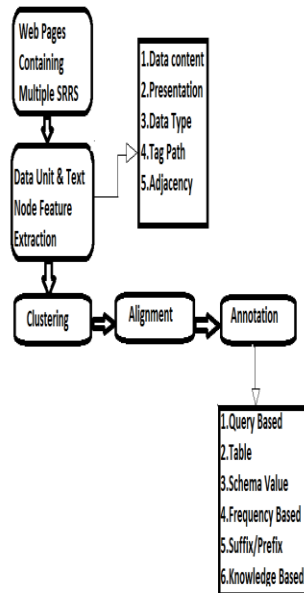 Web Pages
Containing
Multiple SRRS
1.Data content
2.Presentation
3.Data Type
4.Tag Path
5.Adjacency
Data Unit & Text
Node Feature
Extraction
Clustering
Alignment
Annotation
1.Query Based
2.Table
3.Schema Value
4.Frequency Based
5.Suffix/Prefix
6.Knowledge Based